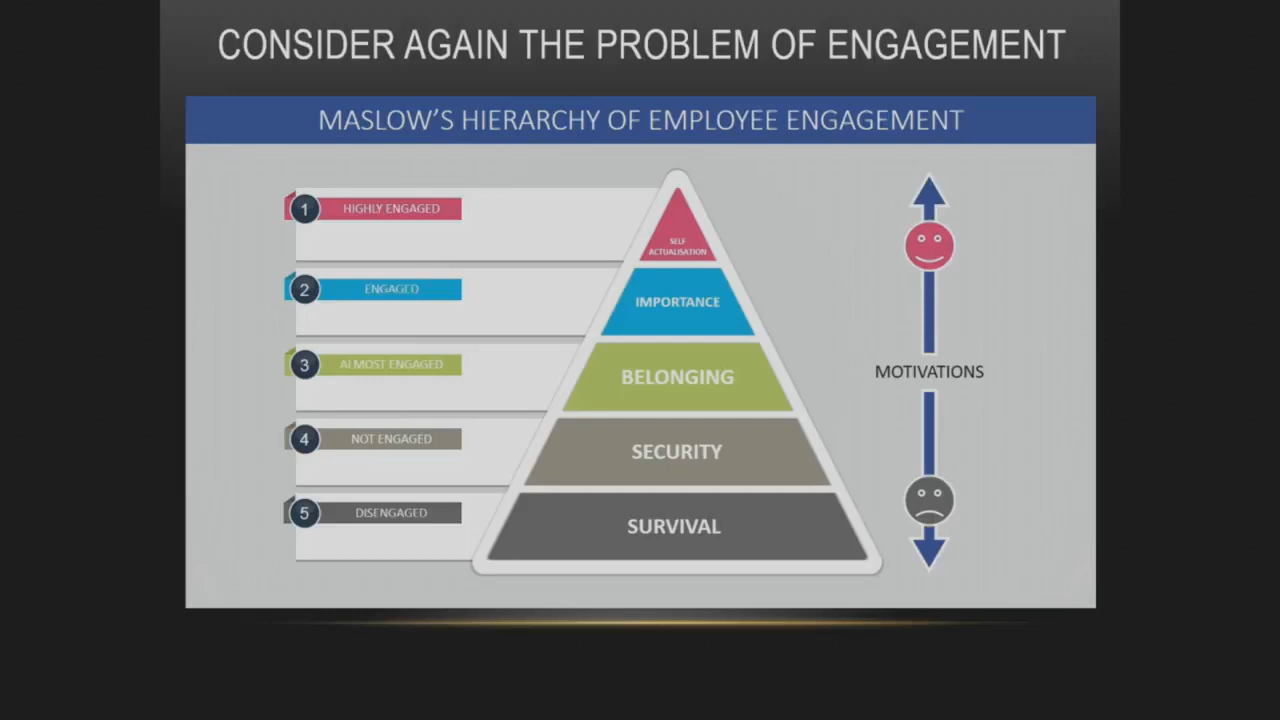 CONSIDER AGAIN THE PROBLEM OF ENGAGEMENT
MASLOW'S HIERARCHY OF EMPLOYEE ENGAGEMENT
1 HIGHLY ENGAGED
SELF
ACTUALISATION
2 ENGAGED
IMPORTANCE
3 ALMOST ENGAGED
BELONGING
MOTIVATIONS
4 NOT ENGAGED
SECURITY
5 DISENGAGED
SURVIVAL